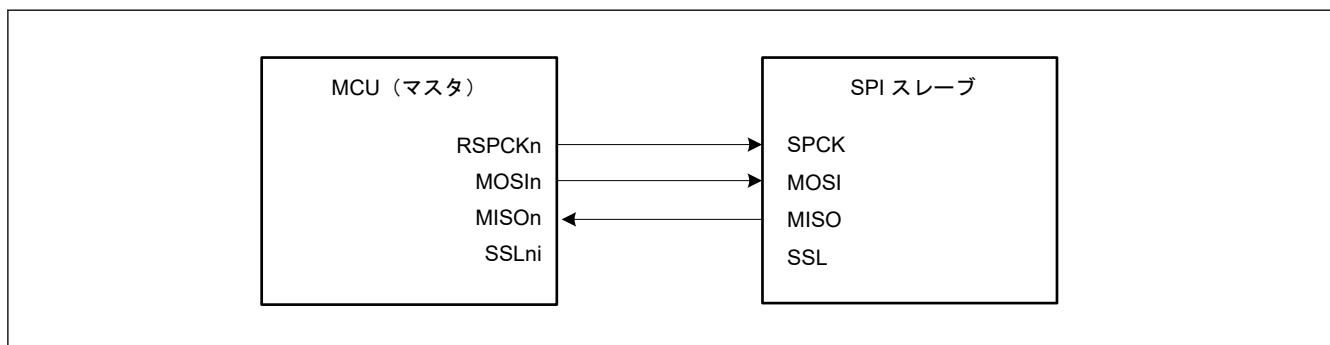 MCU（マスタ）
RSPCKn
MOSIn
MISOn
SSLni
SPI スレーブ
SPCK
MOSI
MISO
SSL